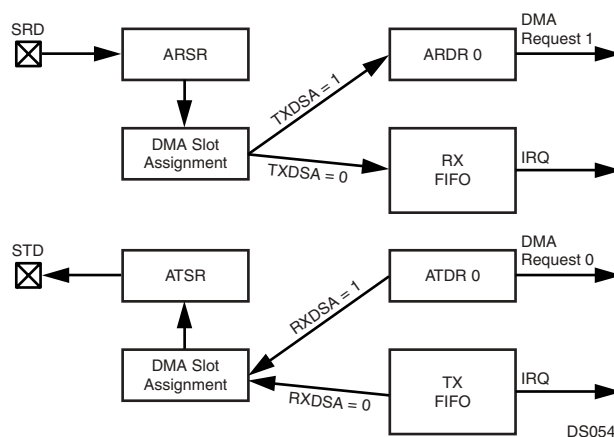 SRD
ARSR
DMA Slot
Assignment
TXDSA = 1
TXDSA = 0
ARDR 0
DMA
Request 1
RX
FIFO
IRQ
STD
ATSR
DMA Slot
Assignment
RXDSA = 1
RXDSA = 0
ATDR 0
DMA
Request 0
TX
FIFO
IRQ
DS054